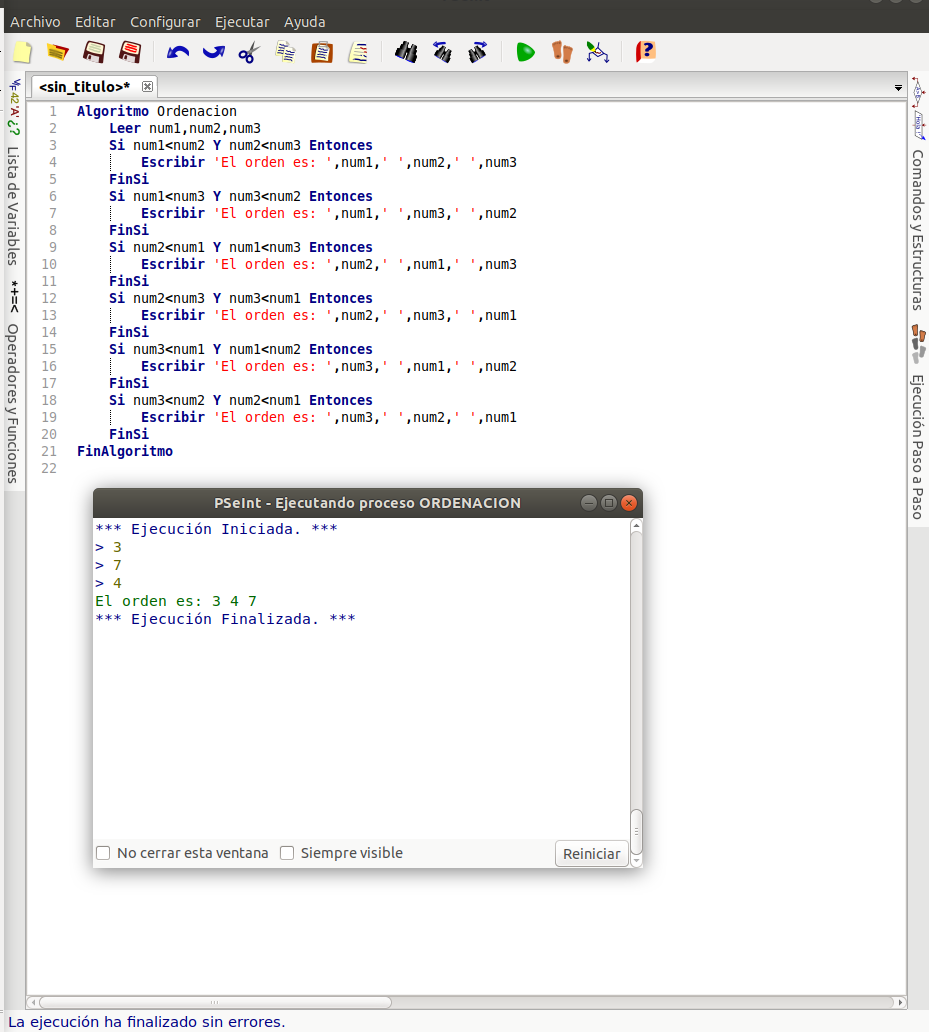 Archivo Editar Configurar Ejecutar Ayuda
<sin_titulo>*
1 Algoritmo Ordenacion
2 Leer num1,num2,num3
3 Si num1<num2 Y num2<num3 Entonces
4 Escribir 'El orden es: ',num1,' ',num2,' ',num3
5 FinSi
6 Si num1<num3 Y num3<num2 Entonces
7 Escribir 'El orden es: ',num1,' ',num3,' ',num2
8 FinSi
9 Si num2<num1 Y num1<num3 Entonces
10 Escribir 'El orden es: ',num2,' ',num1,' ',num3
11 FinSi
12 Si num2<num3 Y num3<num1 Entonces
13 Escribir 'El orden es: ',num2,' ',num3,' ',num1
14 FinSi
15 Si num3<num1 Y num1<num2 Entonces
16 Escribir 'El orden es: ',num3,' ',num1,' ',num2
17 FinSi
18 Si num3<num2 Y num2<num1 Entonces
19 Escribir 'El orden es: ',num3,' ',num2,' ',num1
20 FinSi
21 FinAlgoritmo
22
Lista de Variables
*+=<
Operadores y Funciones
Comandos y Estructuras
Ejecución Paso a Paso
PSeInt - Ejecutando proceso ORDENACION
*** Ejecución Iniciada. ***
> 3
> 7
> 4
El orden es: 3 4 7
*** Ejecución Finalizada. ***
No cerrar esta ventana Siempre visible Reiniciar
La ejecución ha finalizado sin errores.